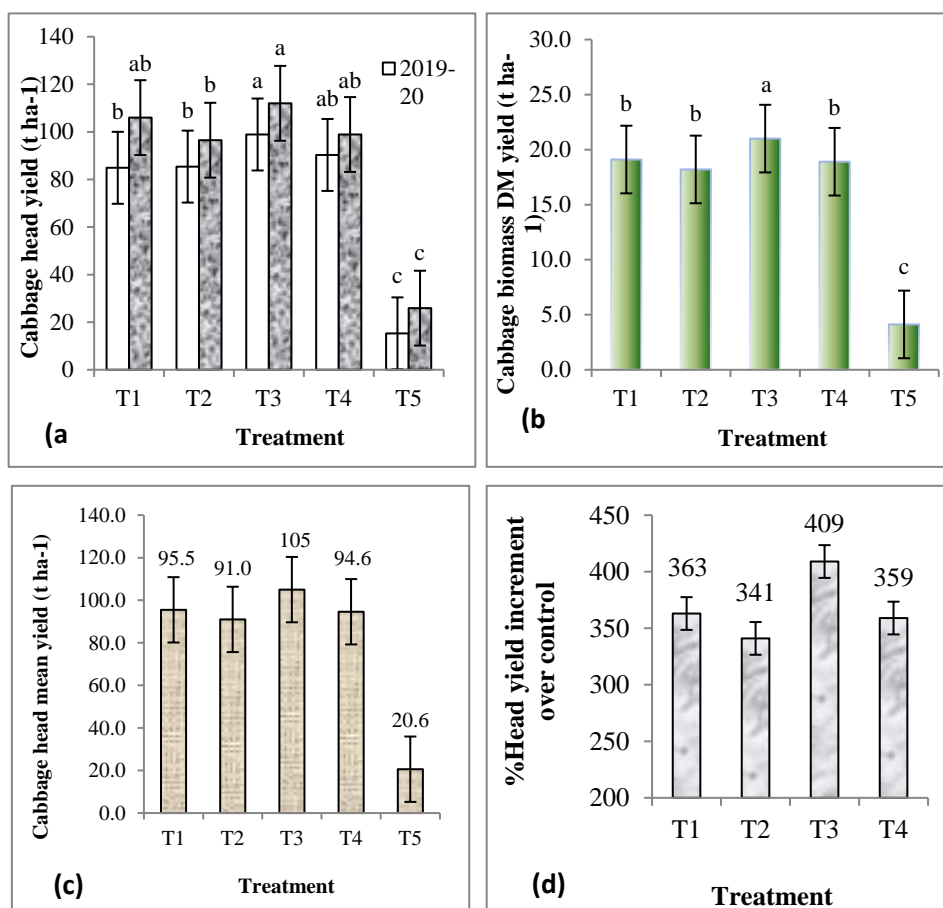 140
120
100
80
60
40
20
0
Cabbage head yield (t ha-1)
b ab b b a a ab ab c c
2019-
20
T1 T2 T3 T4 T5
(a
Treatment
30.0
25.0
20.0
15.0
10.0
5.0
0.0
Cabbage biomass DM yield (t ha-
1)
b b a b c
T1 T2 T3 T4 T5
(b
Treatment
140.0
120.0
100.0
80.0
60.0
40.0
20.0
0.0
Cabbage head mean yield (t ha-1)
95.5 91.0 105 94.6 20.6
T1 T2 T3 T4 T5
(c)
Treatment
450
400
350
300
250
200
%Head yield increment
over control
363 341 409 359
T1 T2 T3 T4
(d)
Treatment